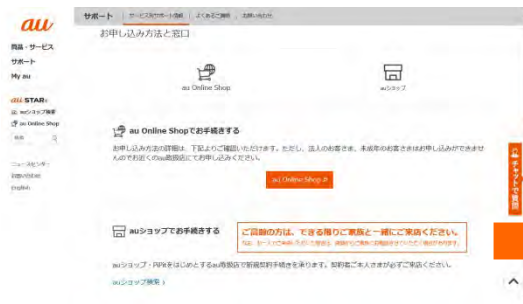 au
サポート
サービス別サポート情報
よくあるご質問
お問い合わせ
商品・サービス
サポート
My au
au STAR
auショップ検索
au Online Shop
検索
English
お申し込み方法と窓口
au Online Shop
auショップ
au Online Shopでお手続きする
お申し込み方法の詳細は、下記よりご確認いただけます。ただし、法人のお客さま、未成年のお客さまはお申し込みができませ
んのでお近くのau取扱店にてお申し込みください。
au Online Shop
チャットで質問
auショップでお手続きする
ご高齢の方は、できる限りご家族と一緒にご来店ください。
auショップ・PiPitをはじめとするau取扱店で新規契約手続きを承ります。契約者ご本人さまが必ずご来店ください。
auショップ検索